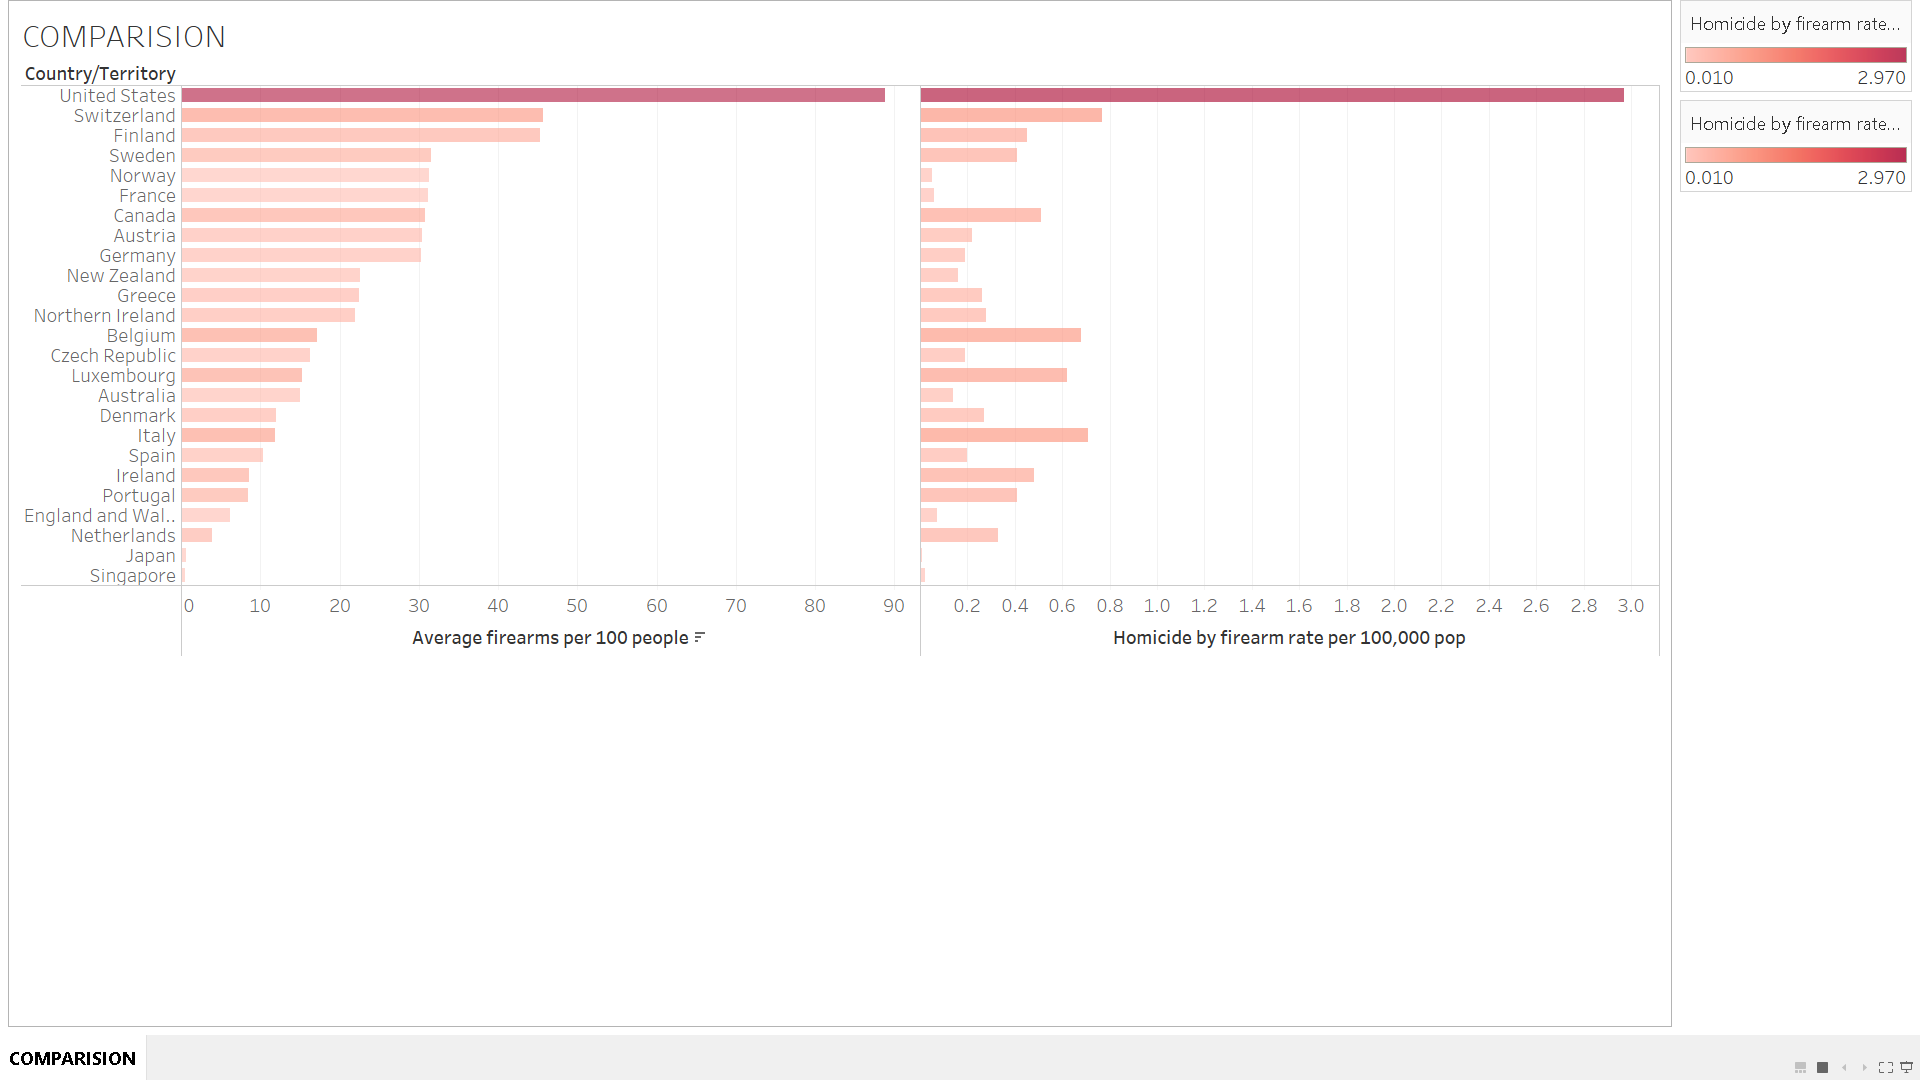 COMPARISION
Country/Territory
United States
Switzerland
Finland
Sweden
Norway
France
Canada
Austria
Germany
New Zealand
Greece
Northern Ireland
Belgium
Czech Republic
Luxembourg
Australia
Denmark
Italy
Spain
Ireland
Portugal
England and Wal..
Netherlands
Japan
Singapore
0 10 20 30 40 50 60 70 80 90
Average firearms per 100 people
0.2 0.4 0.6 0.8 1.0 1.2 1.4 1.6 1.8 2.0 2.2 2.4 2.6 2.8 3.0
Homicide by firearm rate per 100,000 pop
Homicide by firearm rate...
0.010 2.970
Homicide by firearm rate...
0.010 2.970
COMPARISION